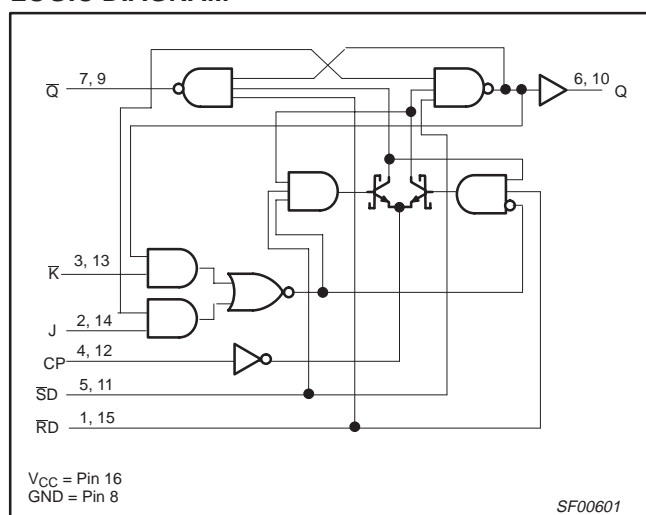 LOGIC DIAGRAM
Q̅ 7, 9
6, 10 Q
K̅ 3, 13
J 2, 14
CP 4, 12
S̅D 5, 11
R̅D 1, 15
VCC = Pin 16
GND = Pin 8
SF00601